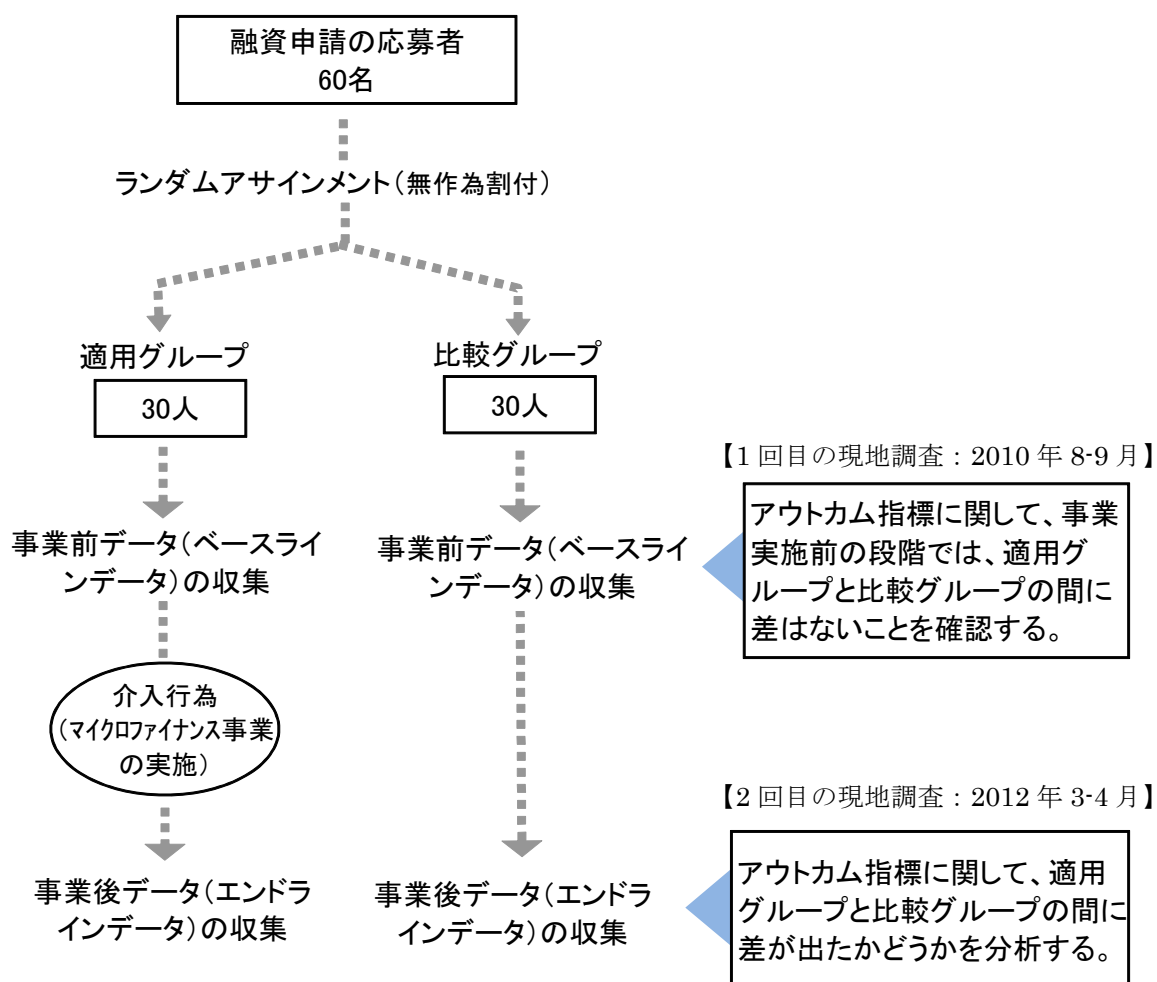 融資申請の応募者
60名
ランダムアサインメント（無作為割付）
適用グループ
30人
比較グループ
30人
【1回目の現地調査：2010年8-9月】
事業前データ（ベースライ
ンデータ）の収集
事業前データ（ベースライ
ンデータ）の収集
アウトカム指標に関して、事業
実施前の段階では、適用グ
ループと比較グループの間に
差はないことを確認する。
介入行為
（マイクロファイナンス事業
の実施）
【2回目の現地調査：2012年3-4月】
事業後データ（エンドラ
インデータ）の収集
事業後データ（エンドラ
インデータ）の収集
アウトカム指標に関して、適用
グループと比較グループの間に
差が出たかどうかを分析する。